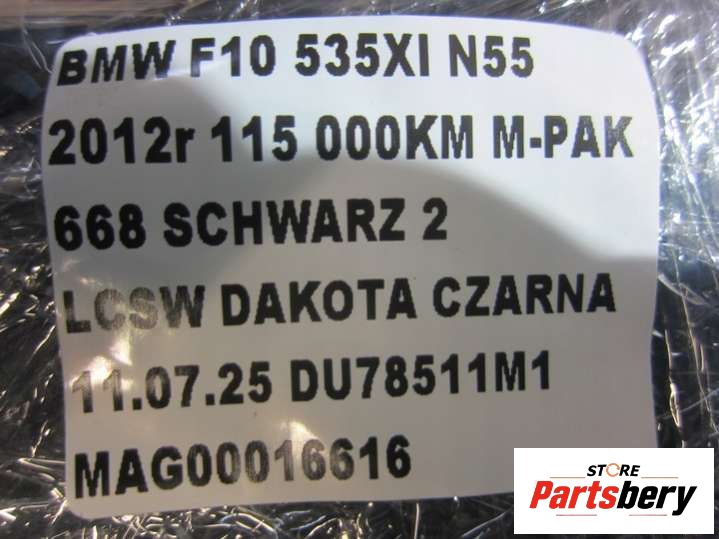 BMW F10 535XI N55
2012r 115 000KM M-PAK
668 SCHWARZ 2
LCSW DAKOTA CZARNA
11.07.25 DU78511M1
MAG00016616
STORE
Partsbery